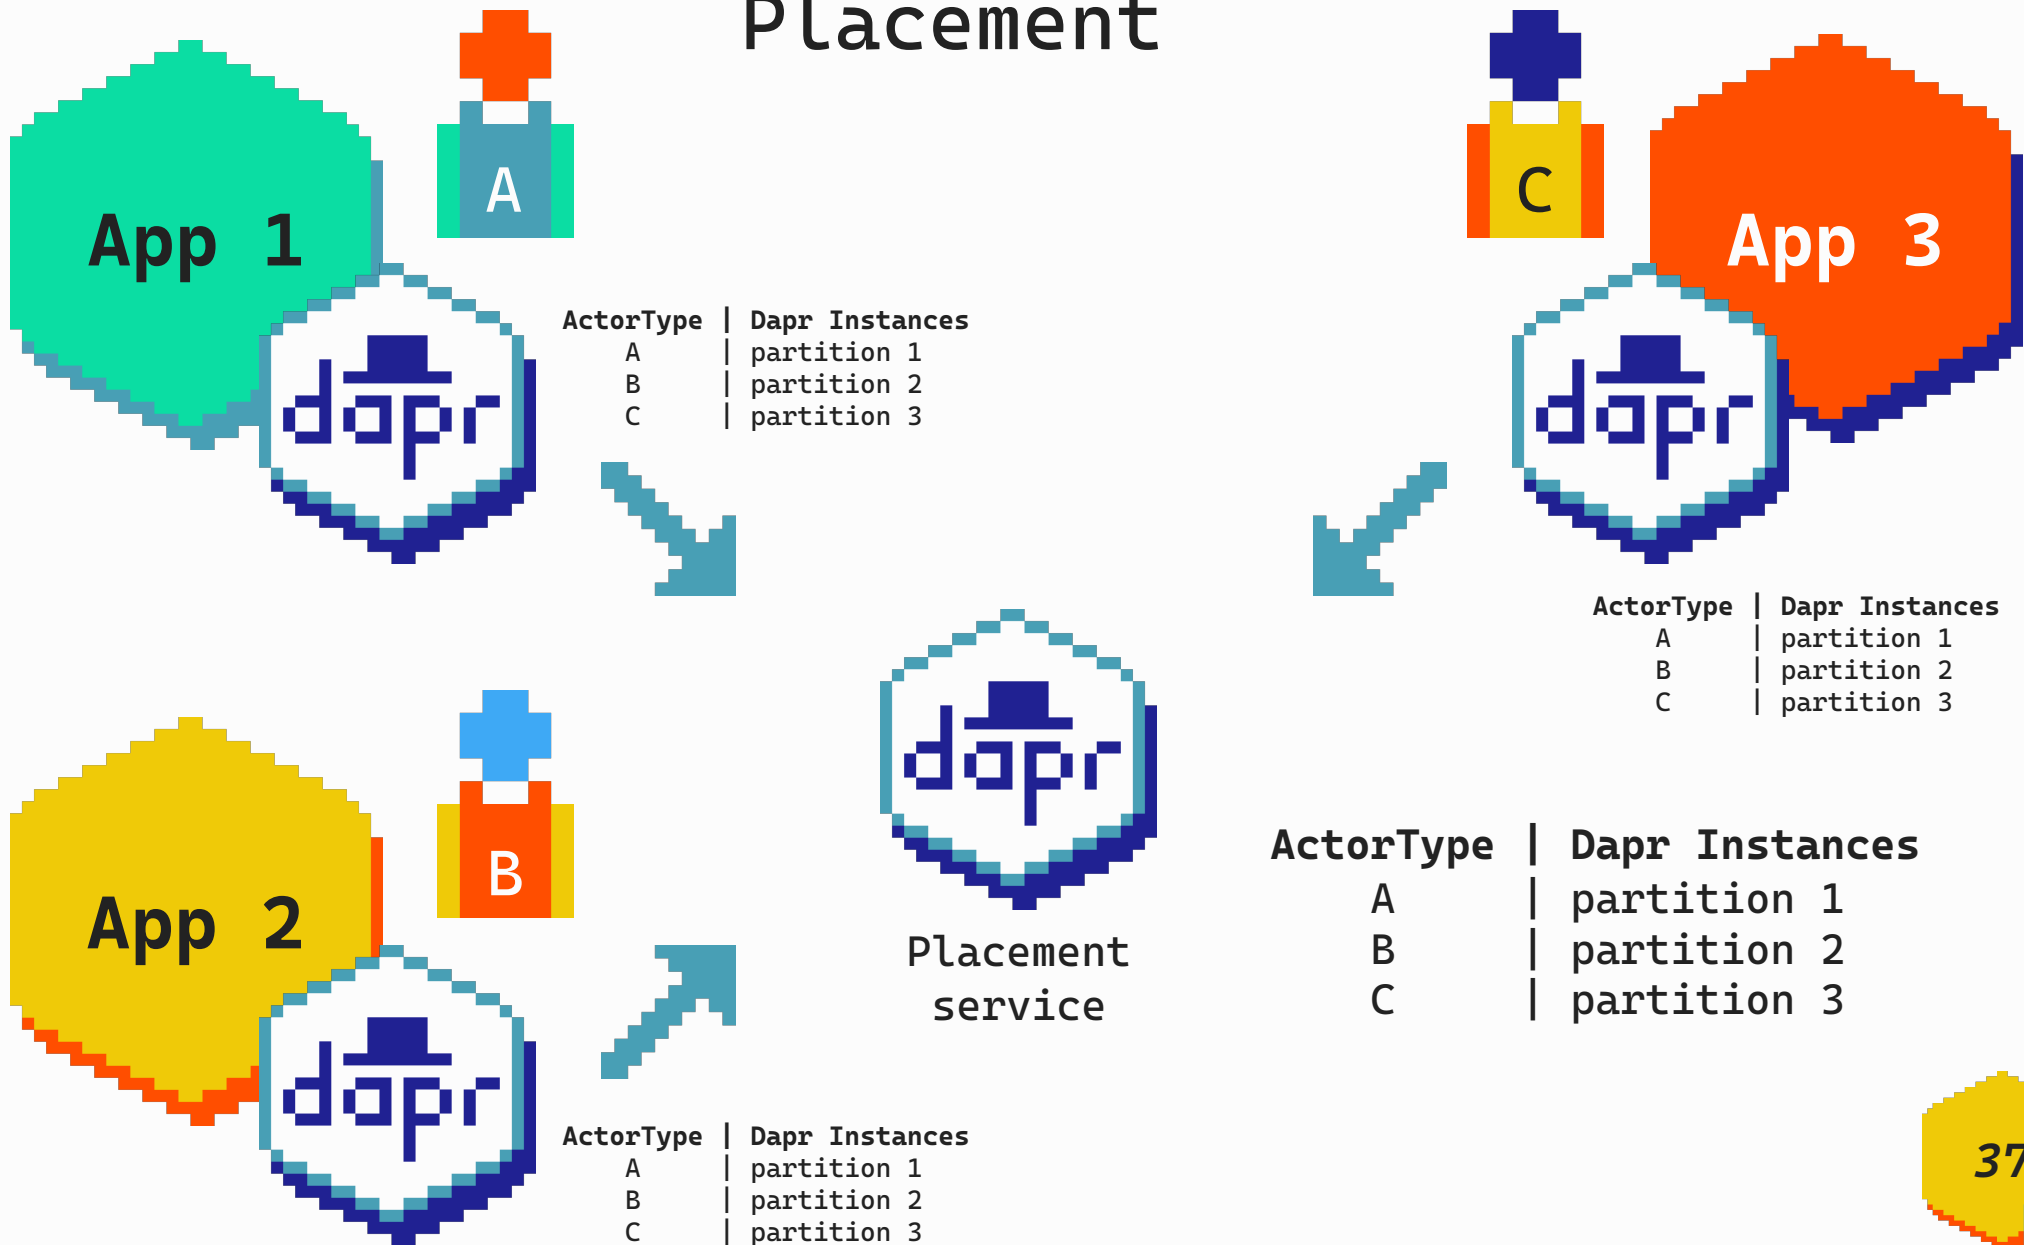 Placement
App 1
A
dapr
ActorType | Dapr Instances
A | partition 1
B | partition 2
C | partition 3
C
App 3
dapr
ActorType | Dapr Instances
A | partition 1
B | partition 2
C | partition 3
App 2
B
dapr
ActorType | Dapr Instances
A | partition 1
B | partition 2
C | partition 3
dapr
Placement
service
ActorType | Dapr Instances
A | partition 1
B | partition 2
C | partition 3
37